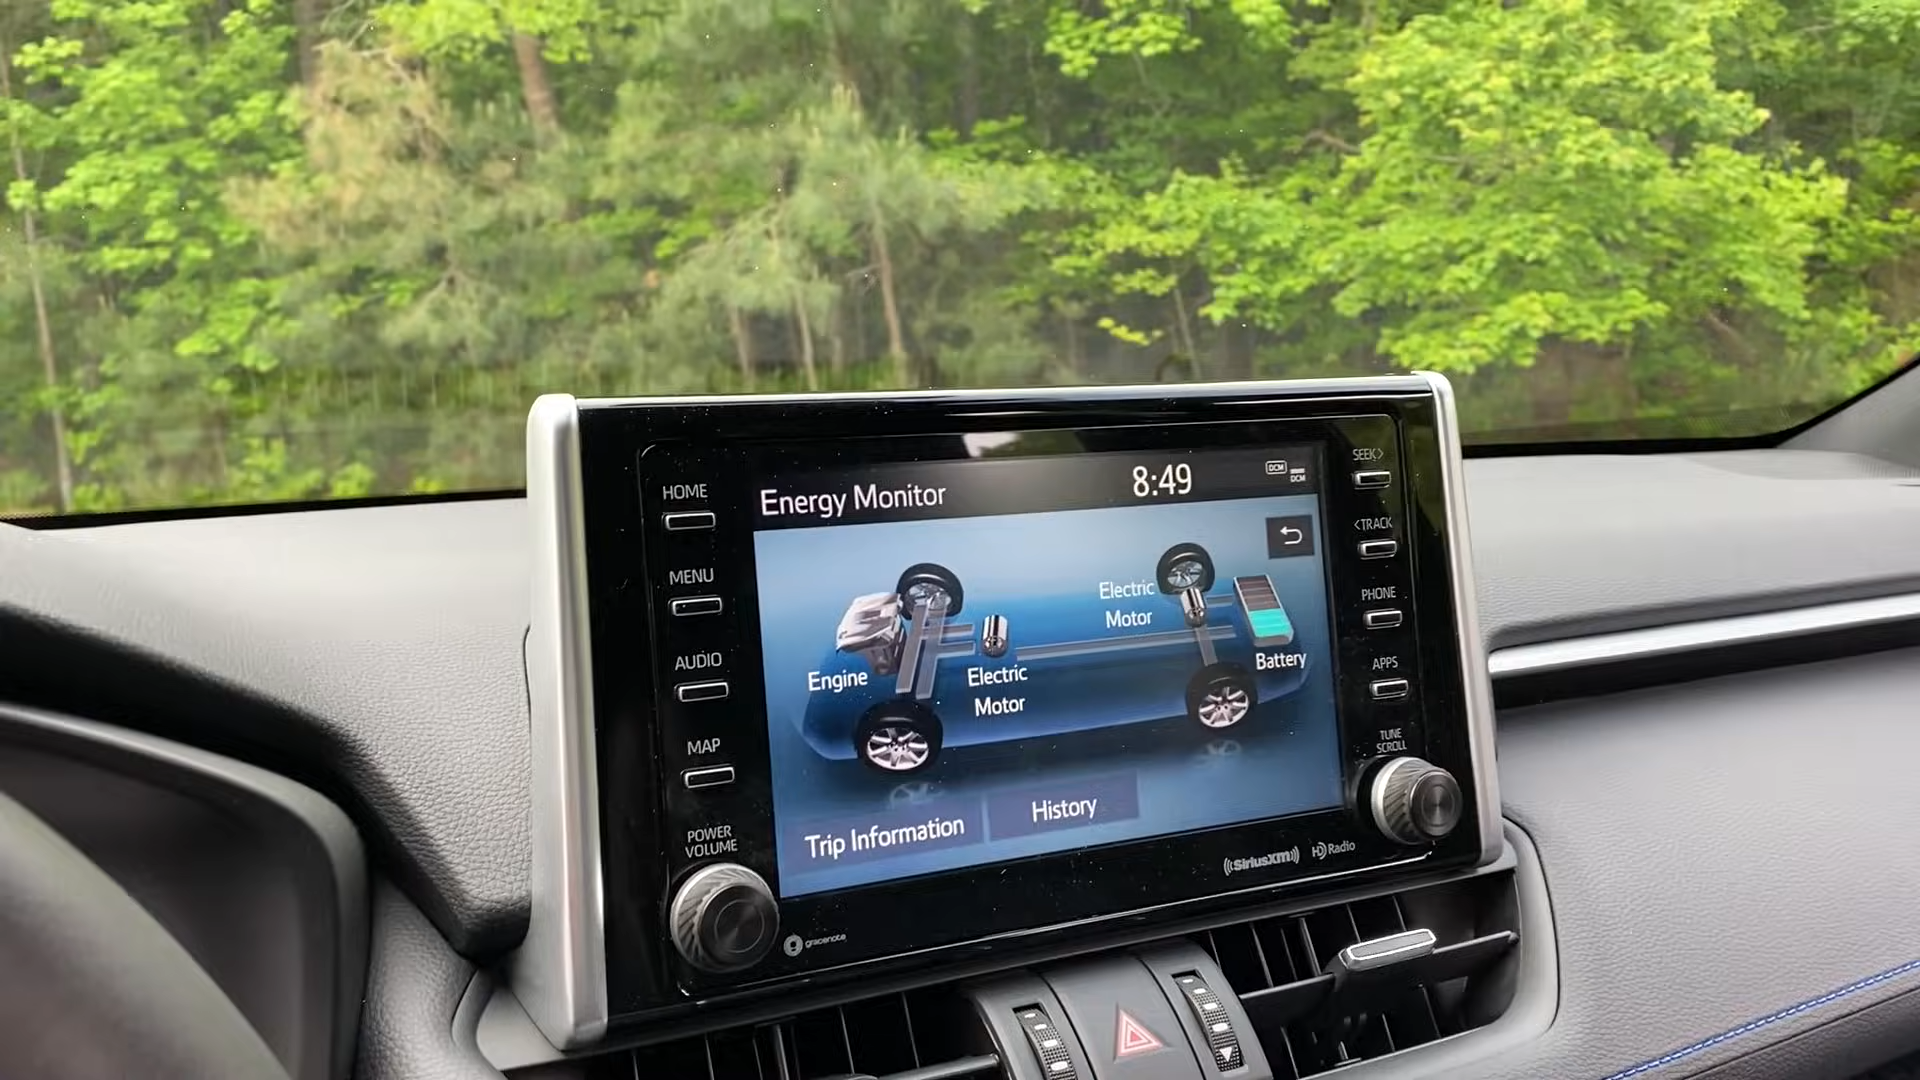 HOME
MENU
AUDIO
MAP
POWER
VOLUME
Energy Monitor
8:49
DCM
DCM
Engine
Electric
Motor
Electric
Motor
Battery
Trip Information
History
SEEK>
<TRACK
PHONE
APPS
TUNE
SCROLL
gracenote
SiriusXM
HD Radio